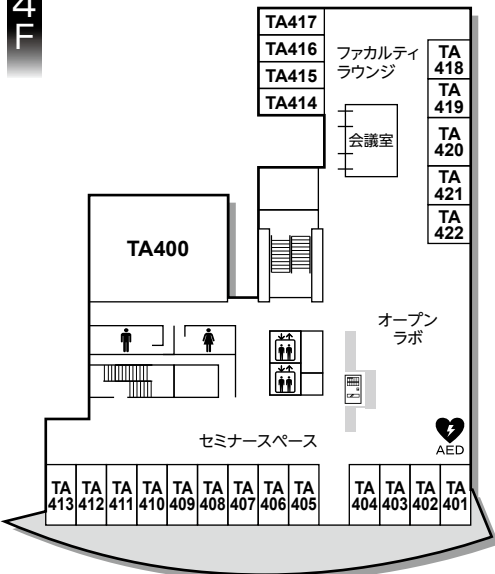 4F
TA417
TA416
TA415
TA414
ファカルティ
ラウンジ
会議室
TA
418
TA
419
TA
420
TA
421
TA
422
TA400
オープン
ラボ
セミナースペース
AED
TA
413
TA
412
TA
411
TA
410
TA
409
TA
408
TA
407
TA
406
TA
405
TA
404
TA
403
TA
402
TA
401